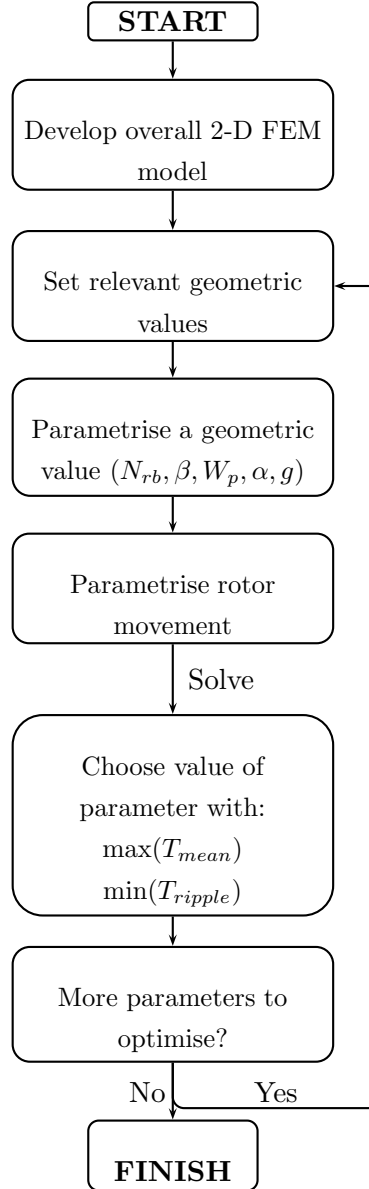 START
Develop overall 2-D FEM
model
Set relevant geometric
values
Parametrise a geometric
value (N_{rb}, β, W_p, α, g)
Parametrise rotor
movement
Solve
Choose value of
parameter with:
max(T_{mean})
min(T_{ripple})
More parameters to
optimise?
No Yes
FINISH